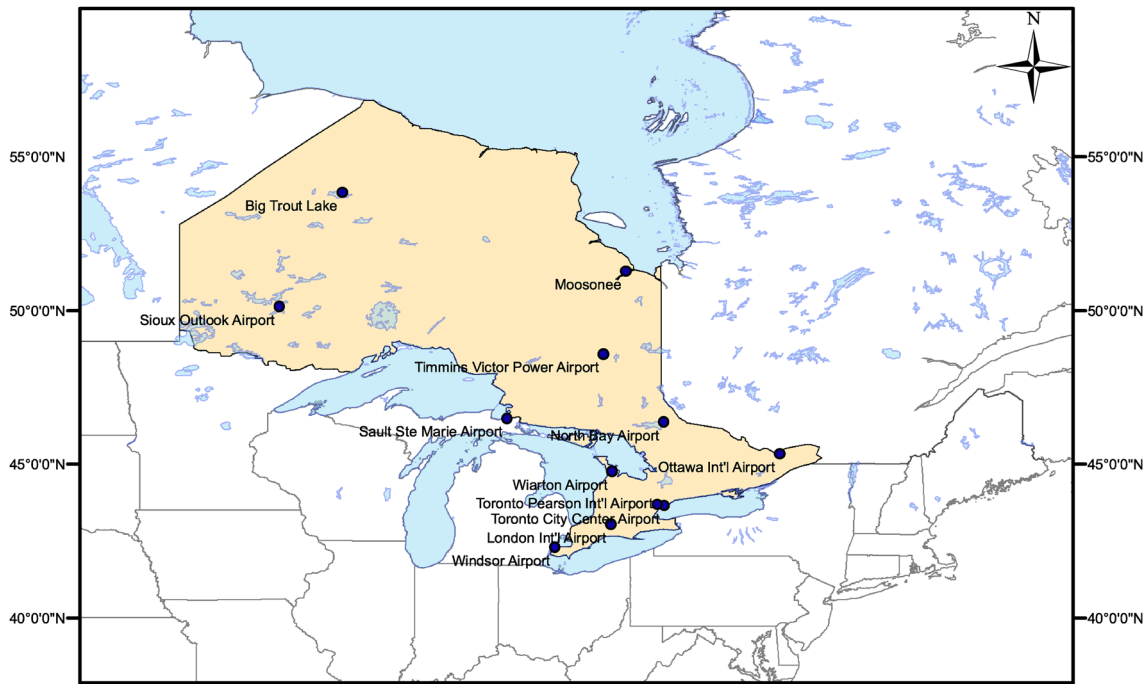 N
55°0'0"N
55°0'0"N
Big Trout Lake
Moosonee
50°0'0"N
50°0'0"N
Sioux Outlook Airport
Timmins Victor Power Airport
Sault Ste Marie Airport
North Bay Airport
45°0'0"N
45°0'0"N
Ottawa Int'l Airport
Wiarton Airport
Toronto Pearson Int'l Airport
Toronto City Center Airport
London Int'l Airport
Windsor Airport
40°0'0"N
40°0'0"N